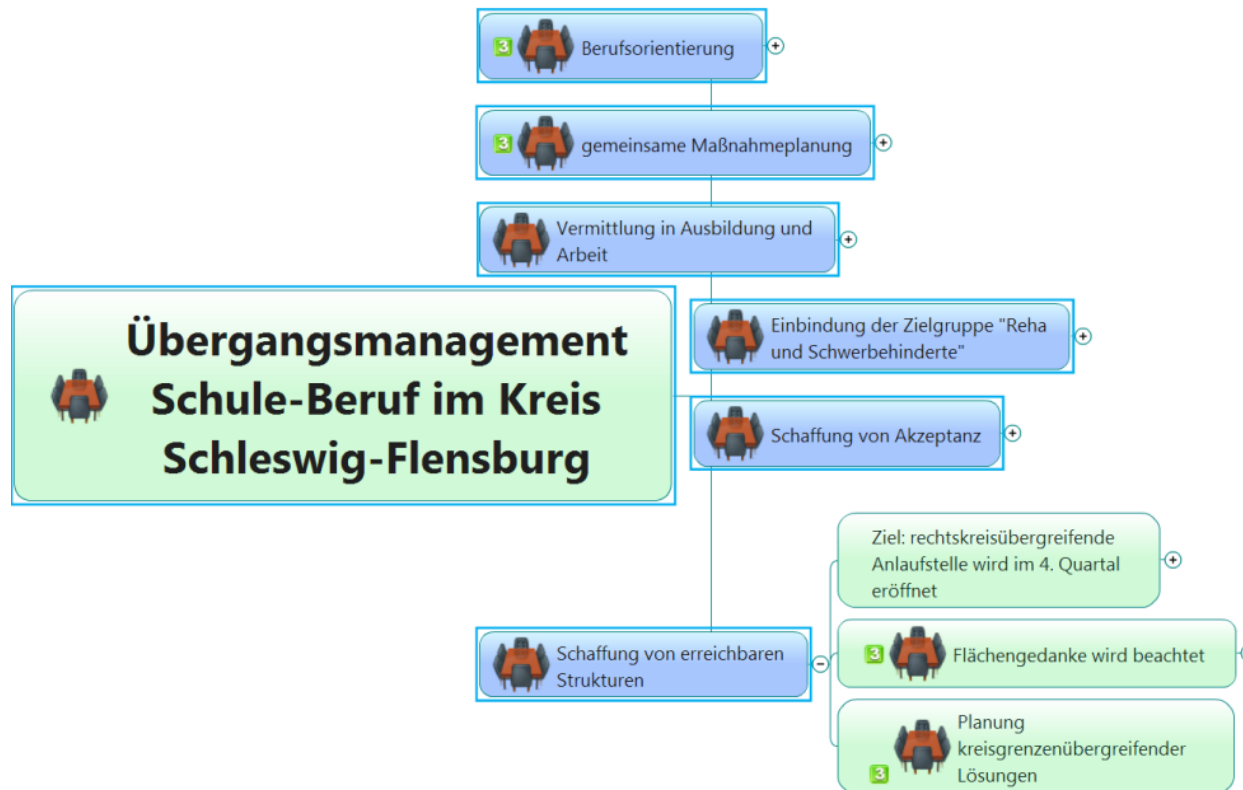 3 Berufsorientierung
3 gemeinsame Maßnahmeplanung
Vermittlung in Ausbildung und
Arbeit
Übergangsmanagement
Schule-Beruf im Kreis
Schleswig-Flensburg
Einbindung der Zielgruppe "Reha
und Schwerbehinderte"
Schaffung von Akzeptanz
Schaffung von erreichbaren
Strukturen
Ziel: rechtskreisübergreifende
Anlaufstelle wird im 4. Quartal
eröffnet
3 Flächengedanke wird beachtet
Planung
kreisgrenzenübergreifender
3 Lösungen